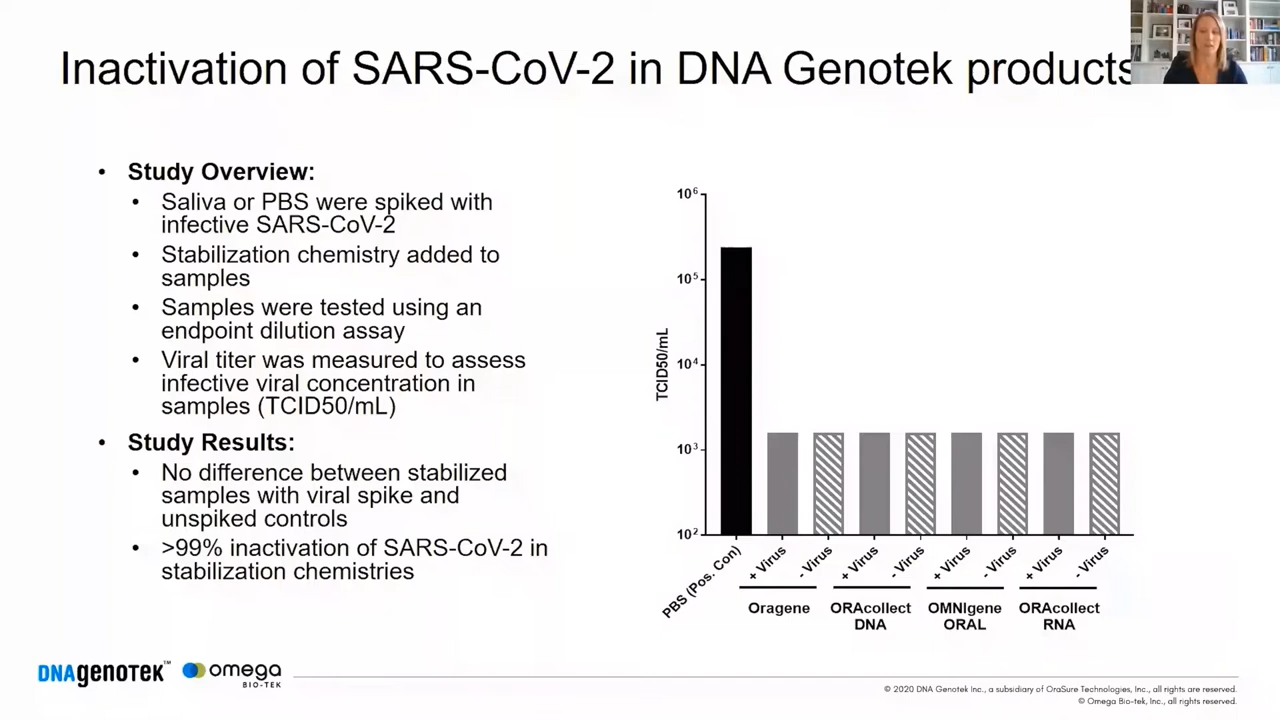 Inactivation of SARS-CoV-2 in DNA Genotek products
• Study Overview:
• Saliva or PBS were spiked with
infective SARS-CoV-2
• Stabilization chemistry added to
samples
• Samples were tested using an
endpoint dilution assay
• Viral titer was measured to assess
infective viral concentration in
samples (TCID50/mL)
• Study Results:
• No difference between stabilized
samples with viral spike and
unspiked controls
• >99% inactivation of SARS-CoV-2 in
stabilization chemistries
TCID50/mL
10⁶
10⁵
10⁴
10³
10²
PBS (Pos. Con)
+ Virus
- Virus
+ Virus
- Virus
+ Virus
- Virus
+ Virus
- Virus
Oragene
ORAcollect
DNA
OMNIgene
ORAL
ORAcollect
RNA
DNAgenotek™
omega
BIO-TEK
© 2020 DNA Genotek Inc., a subsidiary of OraSure Technologies, Inc., all rights are reserved.
© Omega Bio-tek, Inc., all rights reserved.